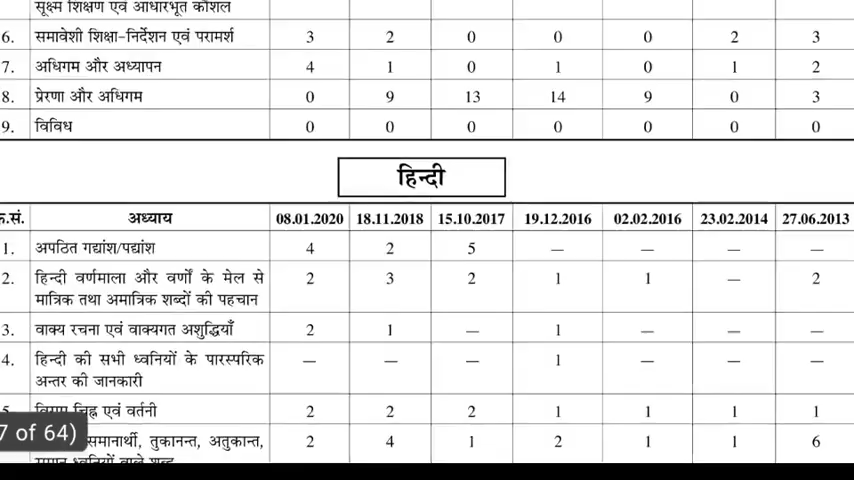 सूक्ष्म शिक्षण एवं आधारभूत कौशल
6. समावेशी शिक्षा-निर्देशन एवं परामर्श 3 2 0 0 0 2 3
7. अधिगम और अध्यापन 4 1 0 1 0 1 2
8. प्रेरणा और अधिगम 0 9 13 14 9 0 3
9. विविध 0 0 0 0 0 0 0
हिन्दी
क्र.सं. अध्याय 08.01.2020 18.11.2018 15.10.2017 19.12.2016 02.02.2016 23.02.2014 27.06.2013
1. अपठित गद्यांश/पद्यांश 4 2 5 — — — —
2. हिन्दी वर्णमाला और वर्णों के मेल से 2 3 2 1 1 — 2
मात्रिक तथा अमात्रिक शब्दों की पहचान
3. वाक्य रचना एवं वाक्यगत अशुद्धियाँ 2 1 — 1 — — —
4. हिन्दी की सभी ध्वनियों के पारस्परिक — — — 1 — — —
अन्तर की जानकारी
5. विराम चिह्न एवं वर्तनी 2 2 2 1 1 1 1
7 of 64)
समानार्थी, तुकानन्त, अतुकान्त, 2 4 1 2 1 1 6
समान ध्वनियों वाले शब्द